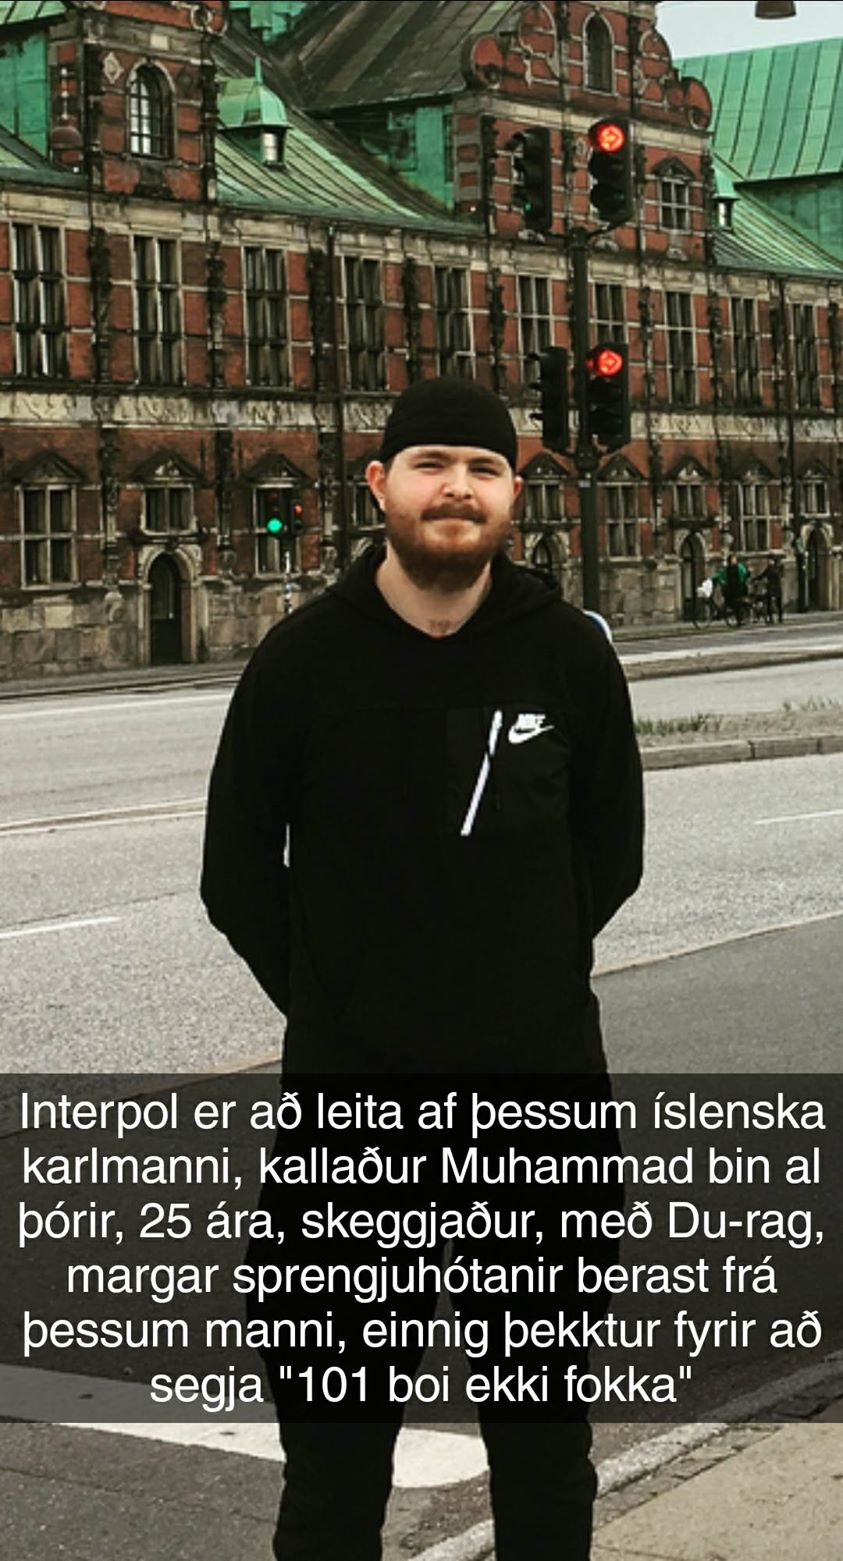 NIKE
Interpol er að leita af þessum íslenska
karlmanni, kallaður Muhammad bin al
þórir, 25 ára, skeggjaður, með Du-rag,
margar sprengjuhótanir berast frá
þessum manni, einnig þekktur fyrir að
segja "101 boi ekki fokka"